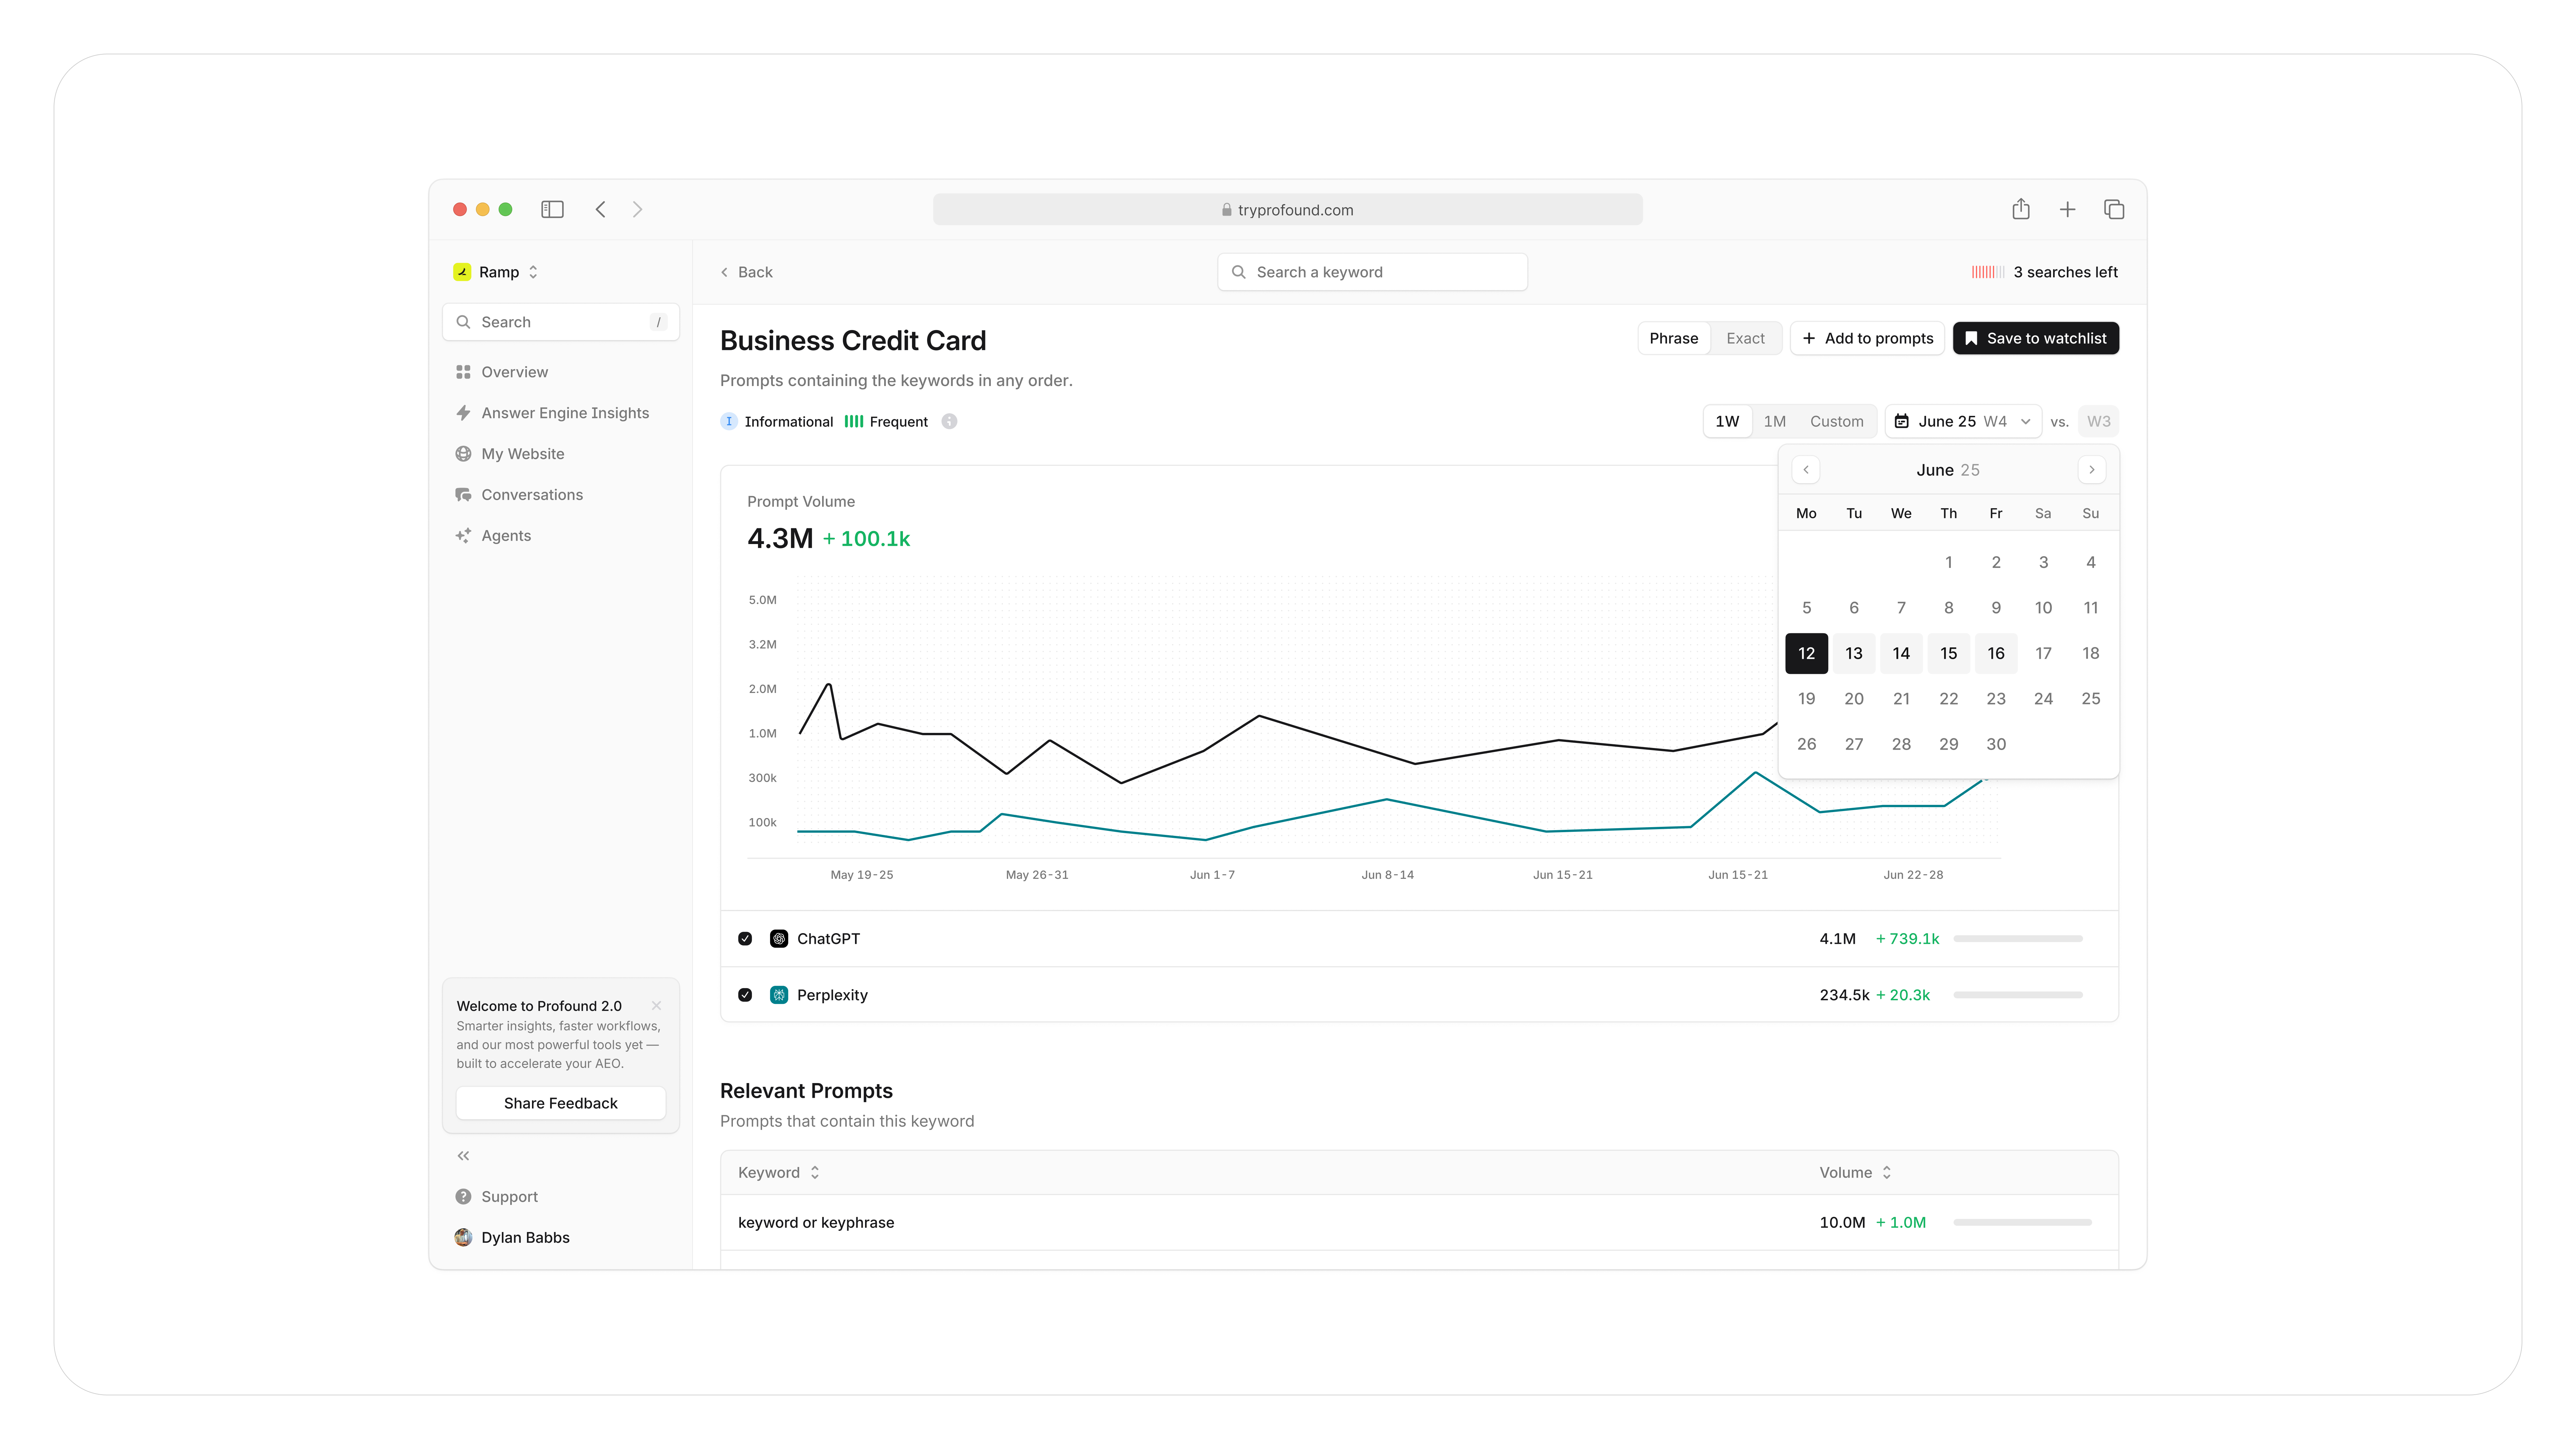 tryprofound.com
Ramp
Search /
Overview
Answer Engine Insights
My Website
Conversations
Agents
Welcome to Profound 2.0
Smarter insights, faster workflows,
and our most powerful tools yet —
built to accelerate your AEO.
Share Feedback
Support
Dylan Babbs
Back
Search a keyword
3 searches left
Business Credit Card
Phrase Exact + Add to prompts Save to watchlist
Prompts containing the keywords in any order.
I Informational Frequent i
1W 1M Custom June 25 W4 vs. W3
June 25
Mo Tu We Th Fr Sa Su
1 2 3 4
5 6 7 8 9 10 11
12 13 14 15 16 17 18
19 20 21 22 23 24 25
26 27 28 29 30
Prompt Volume
4.3M + 100.1k
5.0M
3.2M
2.0M
1.0M
300k
100k
May 19-25 May 26-31 Jun 1-7 Jun 8-14 Jun 15-21 Jun 15-21 Jun 22-28
ChatGPT 4.1M + 739.1k
Perplexity 234.5k + 20.3k
Relevant Prompts
Prompts that contain this keyword
Keyword Volume
keyword or keyphrase 10.0M + 1.0M